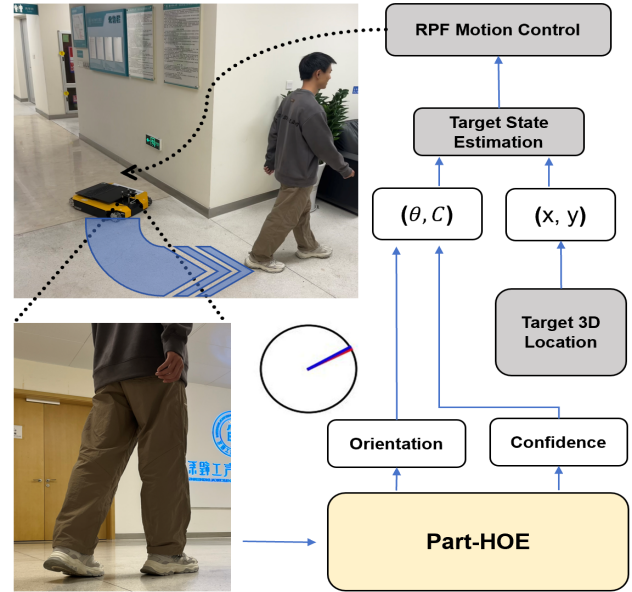 RPF Motion Control
Target State
Estimation
(θ, C)
(x, y)
Target 3D
Location
Orientation
Confidence
Part-HOE